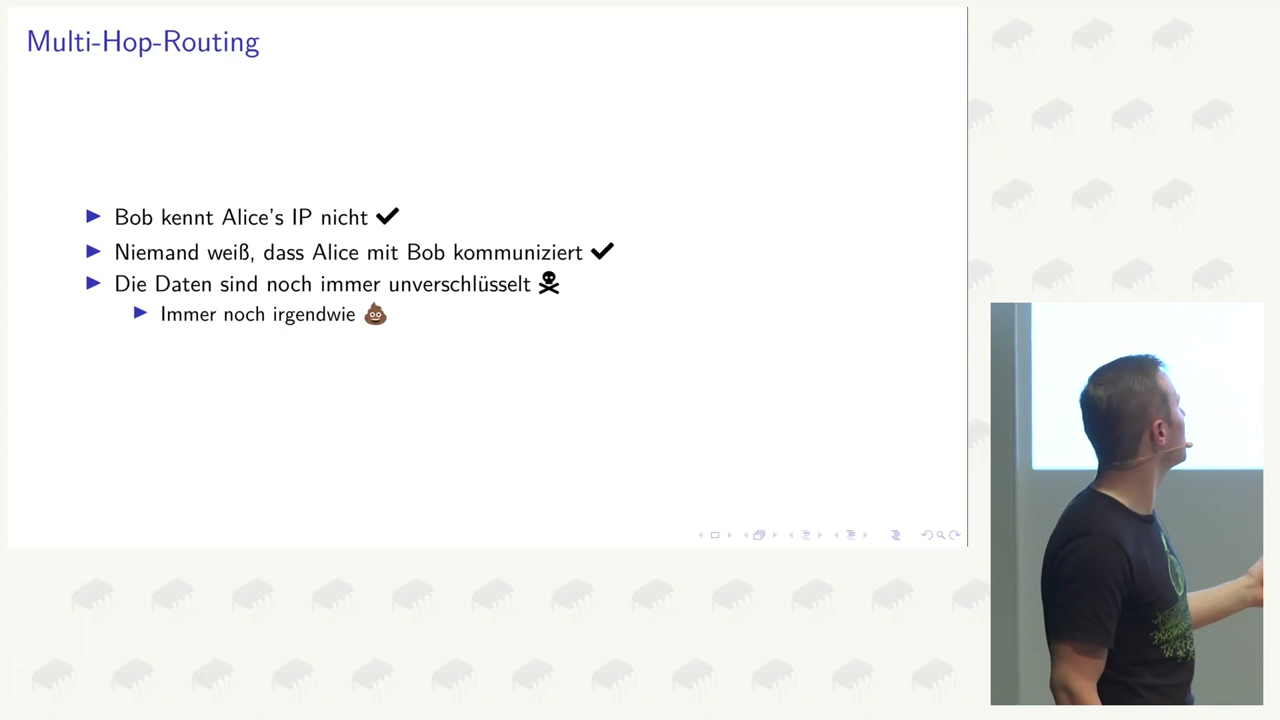 Multi-Hop-Routing
Bob kennt Alice's IP nicht ✔
Niemand weiß, dass Alice mit Bob kommuniziert ✔
Die Daten sind noch immer unverschlüsselt ☠
Immer noch irgendwie 💩